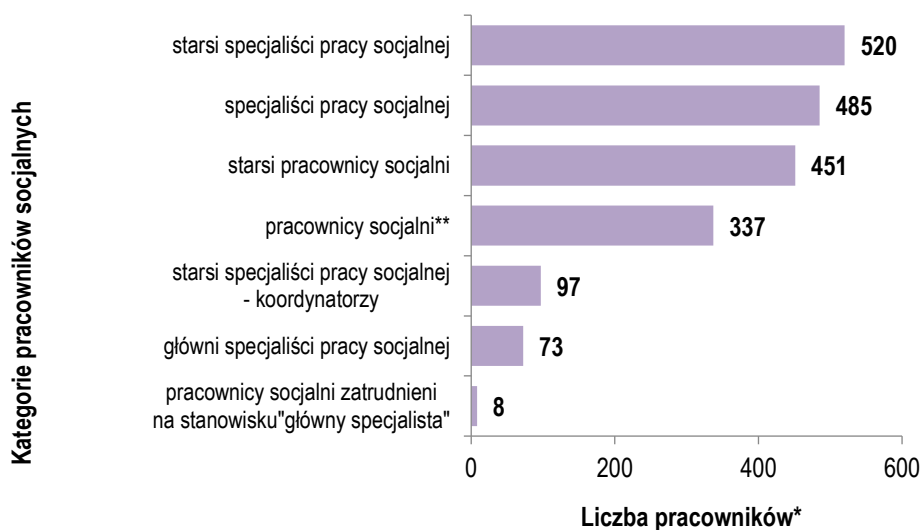 Kategorie pracowników socjalnych
starsi specjaliści pracy socjalnej
520
specjaliści pracy socjalnej
485
starsi pracownicy socjalni
451
pracownicy socjalni**
337
starsi specjaliści pracy socjalnej
- koordynatorzy
97
główni specjaliści pracy socjalnej
73
pracownicy socjalni zatrudnieni
na stanowisku"główny specjalista"
8
0 200 400 600
Liczba pracowników*